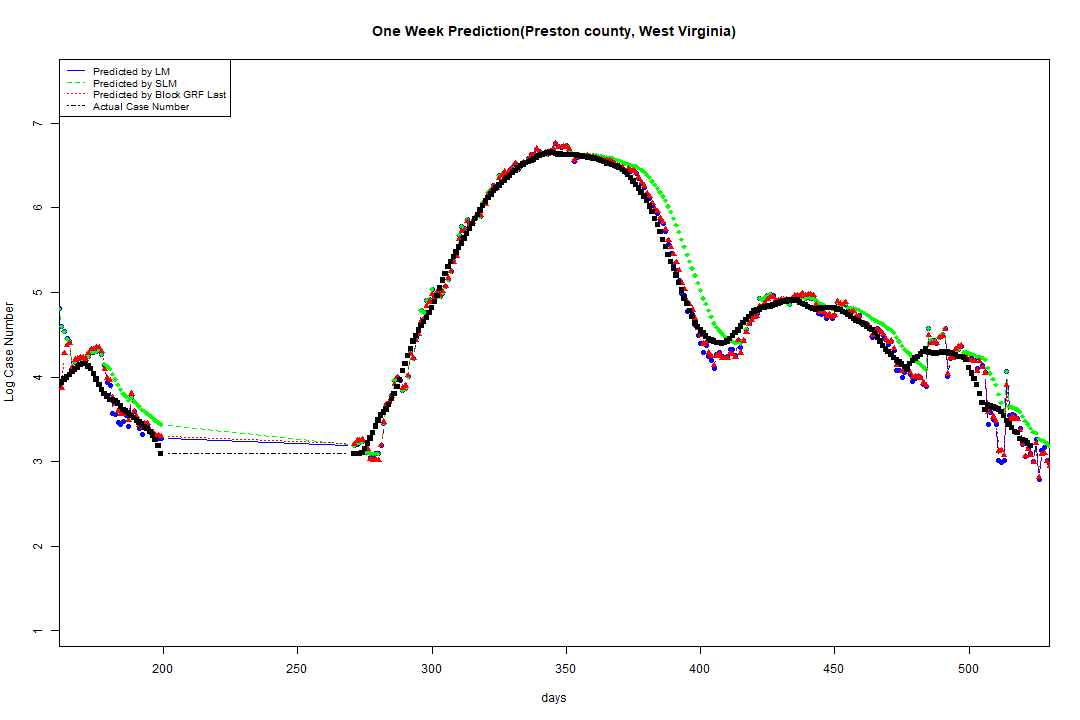 One Week Prediction(Preston county, West Virginia)
Predicted by LM
Predicted by SLM
Predicted by Block GRF Last
Actual Case Number
Log Case Number
7
6
5
4
3
2
1
200 250 300 350 400 450 500
days